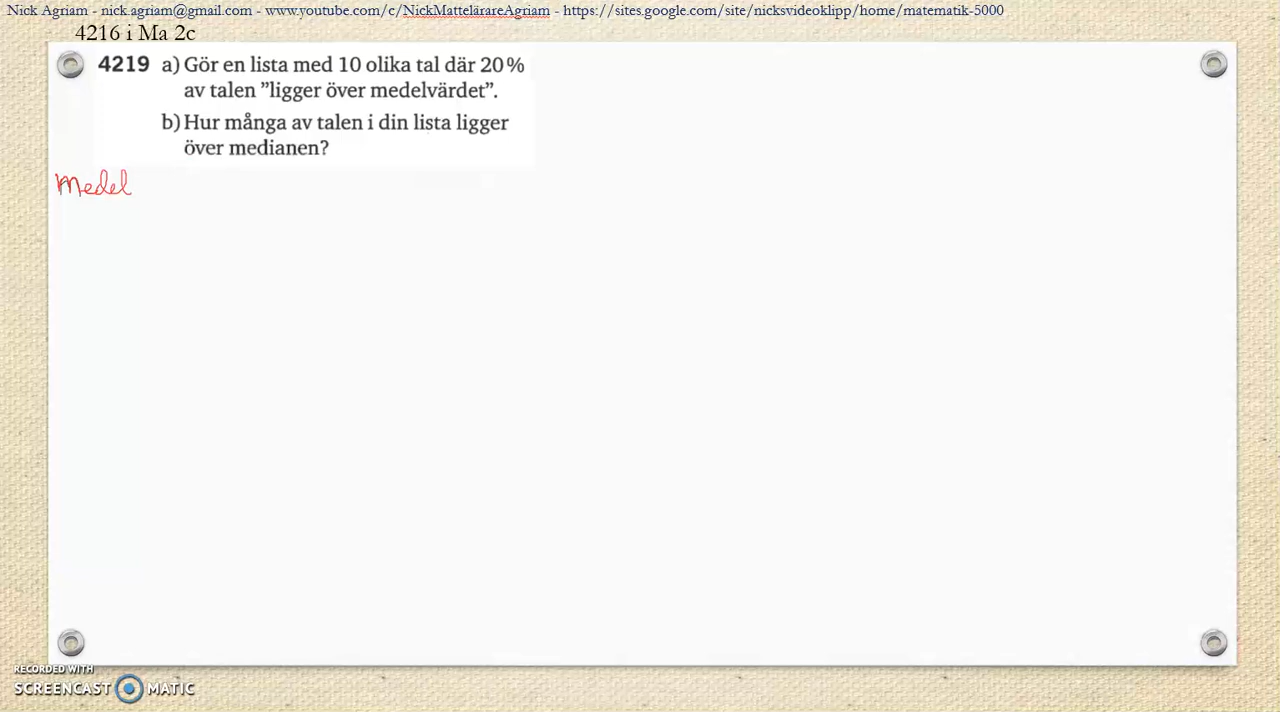 Nick Agriam - nick.agriam@gmail.com - www.youtube.com/c/NickMattelärareAgriam - https://sites.google.com/site/nicksvideoklipp/home/matematik-5000
4216 i Ma 2c
4219 a) Gör en lista med 10 olika tal där 20 %
av talen ”ligger över medelvärdet”.
b) Hur många av talen i din lista ligger
över medianen?
Medel
RECORDED WITH
SCREENCAST MATIC